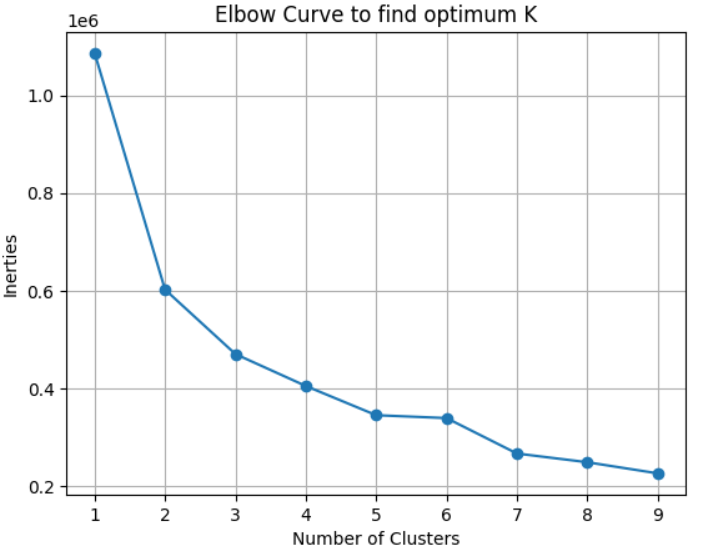 Elbow Curve to find optimum K
1e6
1.0
0.8
0.6
0.4
0.2
Inerties
1 2 3 4 5 6 7 8 9
Number of Clusters